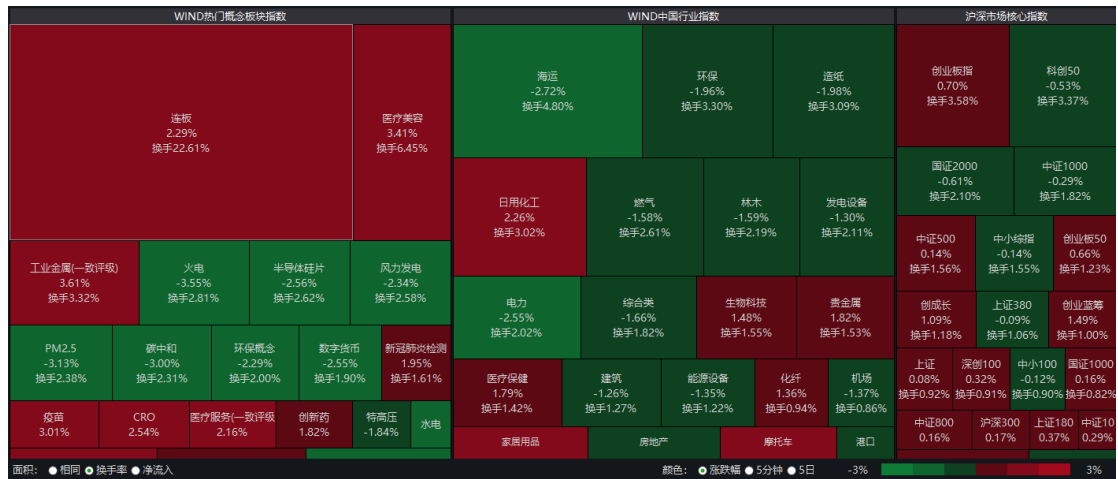 WIND热门概念板块指数
连板
2.29%
换手22.61%
医疗美容
3.41%
换手6.45%
工业金属(一致评级)
3.61%
换手3.32%
火电
-3.55%
换手2.81%
半导体硅片
-2.56%
换手2.62%
风力发电
-2.34%
换手2.58%
PM2.5
-3.13%
换手2.38%
碳中和
-3.00%
换手2.31%
环保概念
-2.29%
换手2.00%
数字货币
-2.55%
换手1.90%
新冠肺炎检测
1.95%
换手1.61%
疫苗
3.01%
CRO
2.54%
医疗服务(一致评级
2.16%
创新药
1.82%
特高压
-1.84%
水电
WIND中国行业指数
海运
-2.72%
换手4.80%
环保
-1.96%
换手3.30%
造纸
-1.98%
换手3.09%
日用化工
2.26%
换手3.02%
燃气
-1.58%
换手2.61%
林木
-1.59%
换手2.19%
发电设备
-1.30%
换手2.11%
电力
-2.55%
换手2.02%
综合类
-1.66%
换手1.82%
生物科技
1.48%
换手1.55%
贵金属
1.82%
换手1.53%
医疗保健
1.79%
换手1.42%
建筑
-1.26%
换手1.27%
能源设备
-1.35%
换手1.22%
化纤
1.36%
换手0.94%
机场
-1.37%
换手0.86%
家居用品
房地产
摩托车
港口
沪深市场核心指数
创业板指
0.70%
换手3.58%
科创50
-0.53%
换手3.37%
国证2000
-0.61%
换手2.10%
中证1000
-0.29%
换手1.82%
中证500
0.14%
换手1.56%
中小综指
-0.14%
换手1.55%
创业板50
0.66%
换手1.23%
创成长
1.09%
换手1.18%
上证380
-0.09%
换手1.06%
创业蓝筹
1.49%
换手1.00%
上证
0.08%
换手0.92%
深创100
0.32%
换手0.91%
中小100
-0.12%
换手0.90%
国证1000
0.16%
换手0.82%
中证800
0.16%
沪深300
0.17%
上证180
0.37%
中证10
0.29%
面积： 相同 换手率 净流入
颜色： 涨跌幅 5分钟 5日 -3% 3%